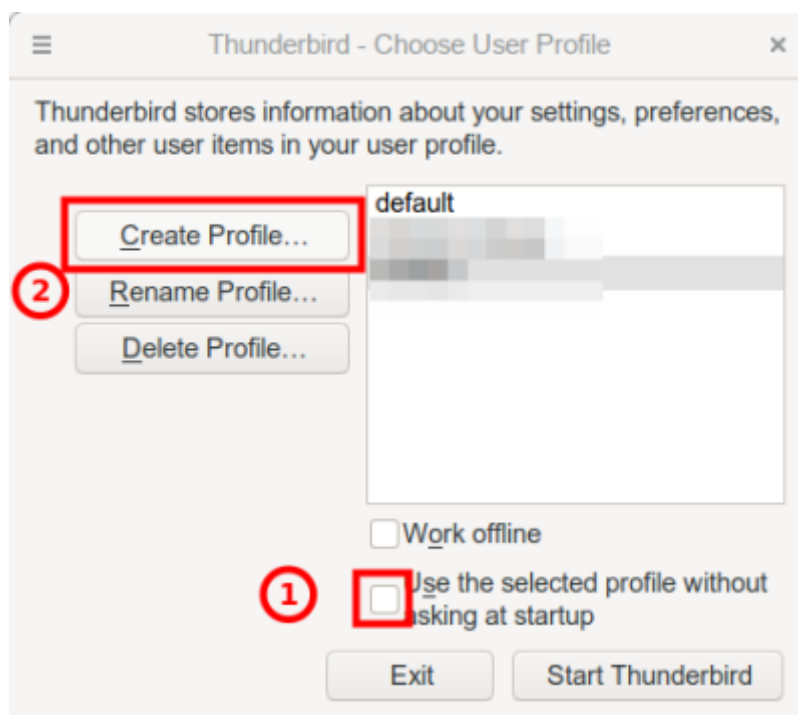 Thunderbird - Choose User Profile
Thunderbird stores information about your settings, preferences,
and other user items in your user profile.
default
Create Profile...
2
Rename Profile...
Delete Profile...
Work offline
1
Use the selected profile without
asking at startup
Exit
Start Thunderbird